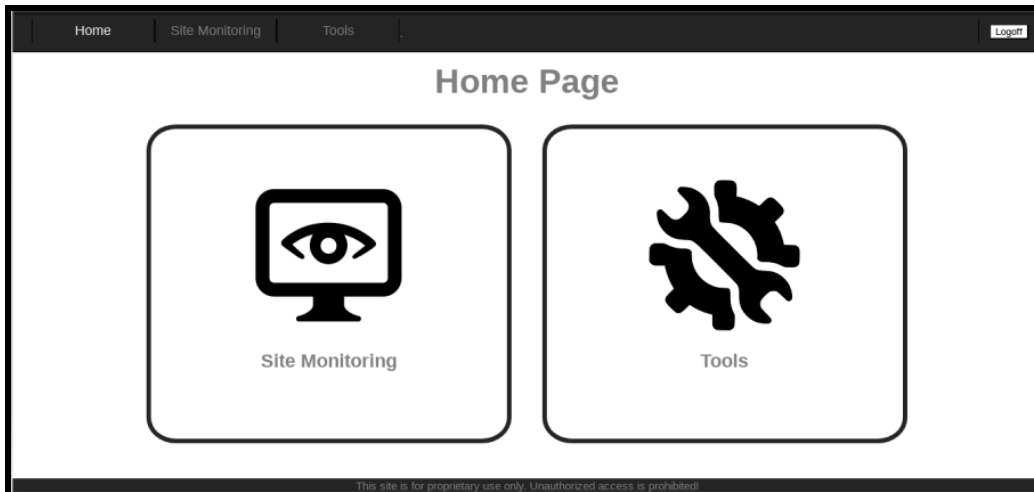 Home Site Monitoring Tools . Logoff
Home Page
Site Monitoring Tools
This site is for proprietary use only. Unauthorized access is prohibited!